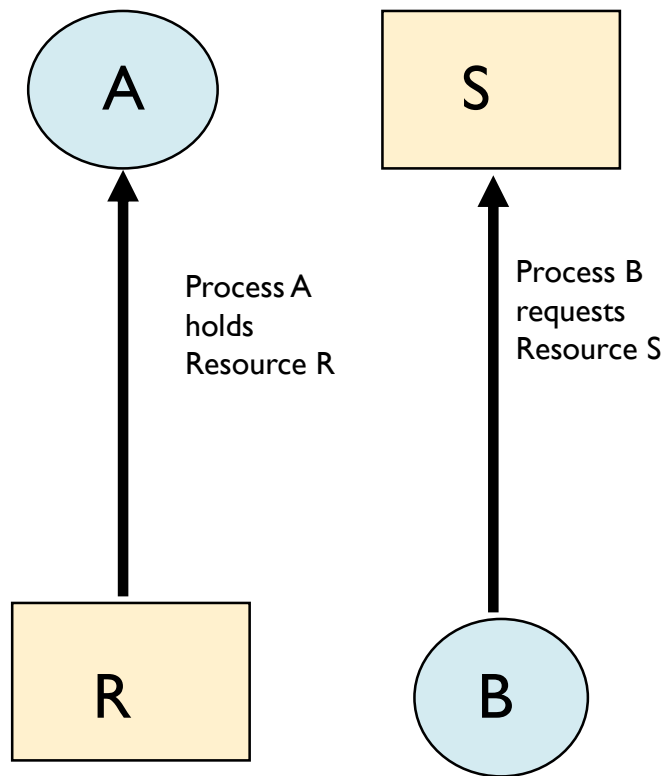 A
S
Process A
holds
Resource R
Process B
requests
Resource S
R
B